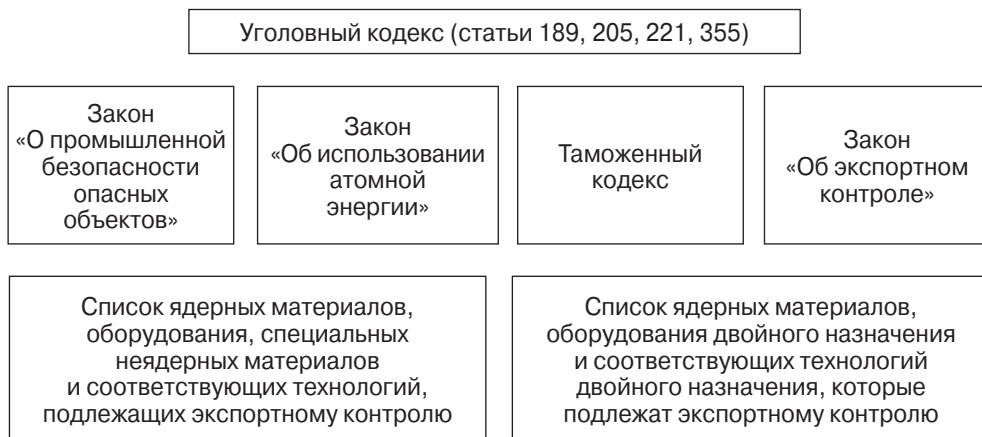 Уголовный кодекс (статьи 189, 205, 221, 355)
Закон
«О промышленной
безопасности
опасных
объектов»
Закон
«Об использовании
атомной
энергии»
Таможенный
кодекс
Закон
«Об экспортном
контроле»
Список ядерных материалов,
оборудования, специальных
неядерных материалов
и соответствующих технологий,
подлежащих экспортному контролю
Список ядерных материалов,
оборудования двойного назначения
и соответствующих технологий
двойного назначения, которые
подлежат экспортному контролю